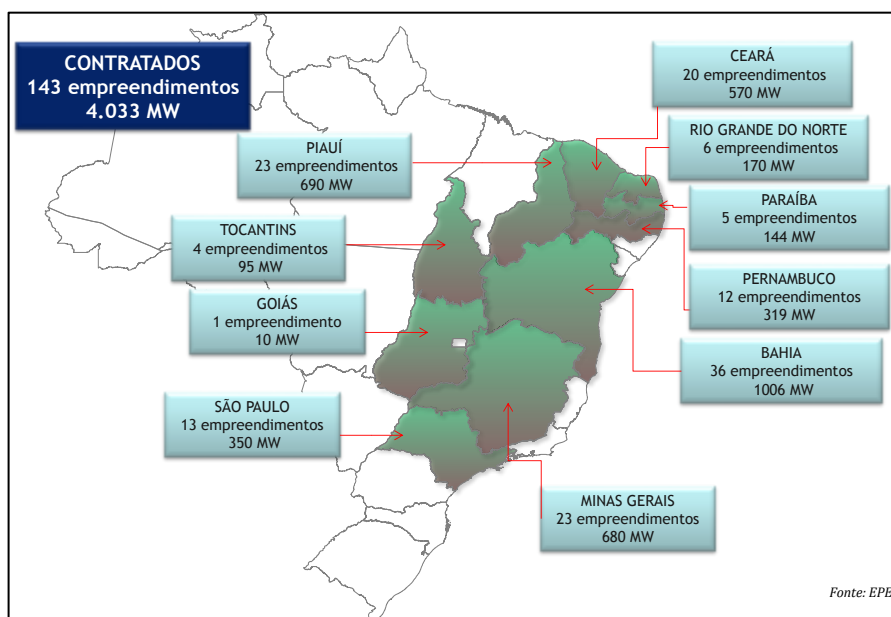 CONTRATADOS
143 empreendimentos
4.033 MW
CEARÁ
20 empreendimentos
570 MW
PIAUÍ
23 empreendimentos
690 MW
RIO GRANDE DO NORTE
6 empreendimentos
170 MW
TOCANTINS
4 empreendimentos
95 MW
PARAÍBA
5 empreendimentos
144 MW
GOIÁS
1 empreendimento
10 MW
PERNAMBUCO
12 empreendimentos
319 MW
BAHIA
36 empreendimentos
1006 MW
SÃO PAULO
13 empreendimentos
350 MW
MINAS GERAIS
23 empreendimentos
680 MW
Fonte: EPE